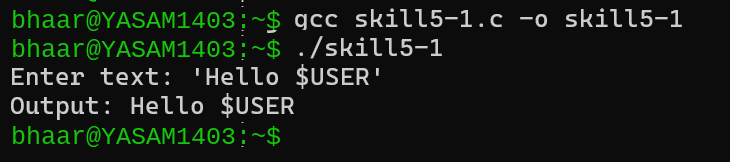 bhaar@YASAM1403:~$ gcc skill5-1.c -o skill5-1
bhaar@YASAM1403:~$ ./skill5-1
Enter text: 'Hello $USER'
Output: Hello $USER
bhaar@YASAM1403:~$